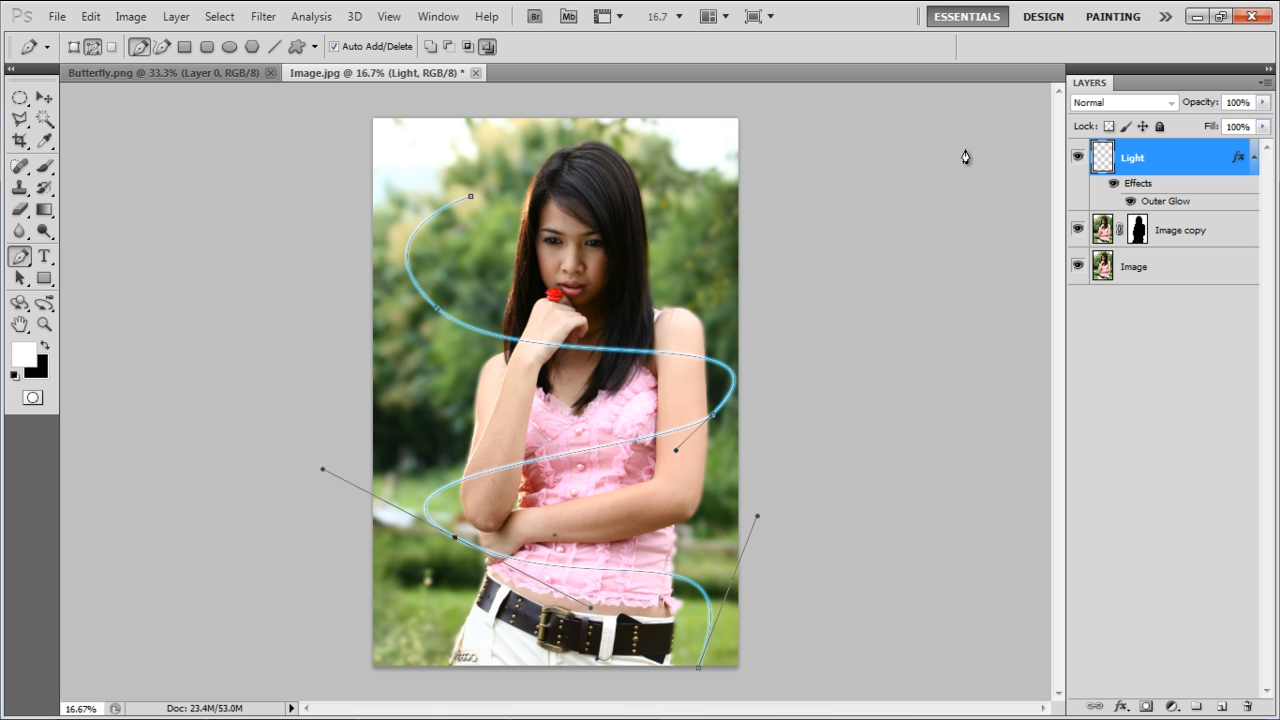 Ps File Edit Image Layer Select Filter Analysis 3D View Window Help Br Mb 16.7 ESSENTIALS DESIGN PAINTING
Auto Add/Delete
Butterfly.png @ 33.3% (Layer 0, RGB/8) Image.jpg @ 16.7% (Light, RGB/8) *
LAYERS
Normal Opacity: 100%
Lock: Fill: 100%
Light fx
Effects
Outer Glow
Image copy
Image
T
16.67% Doc: 23.4M/53.0M
fx